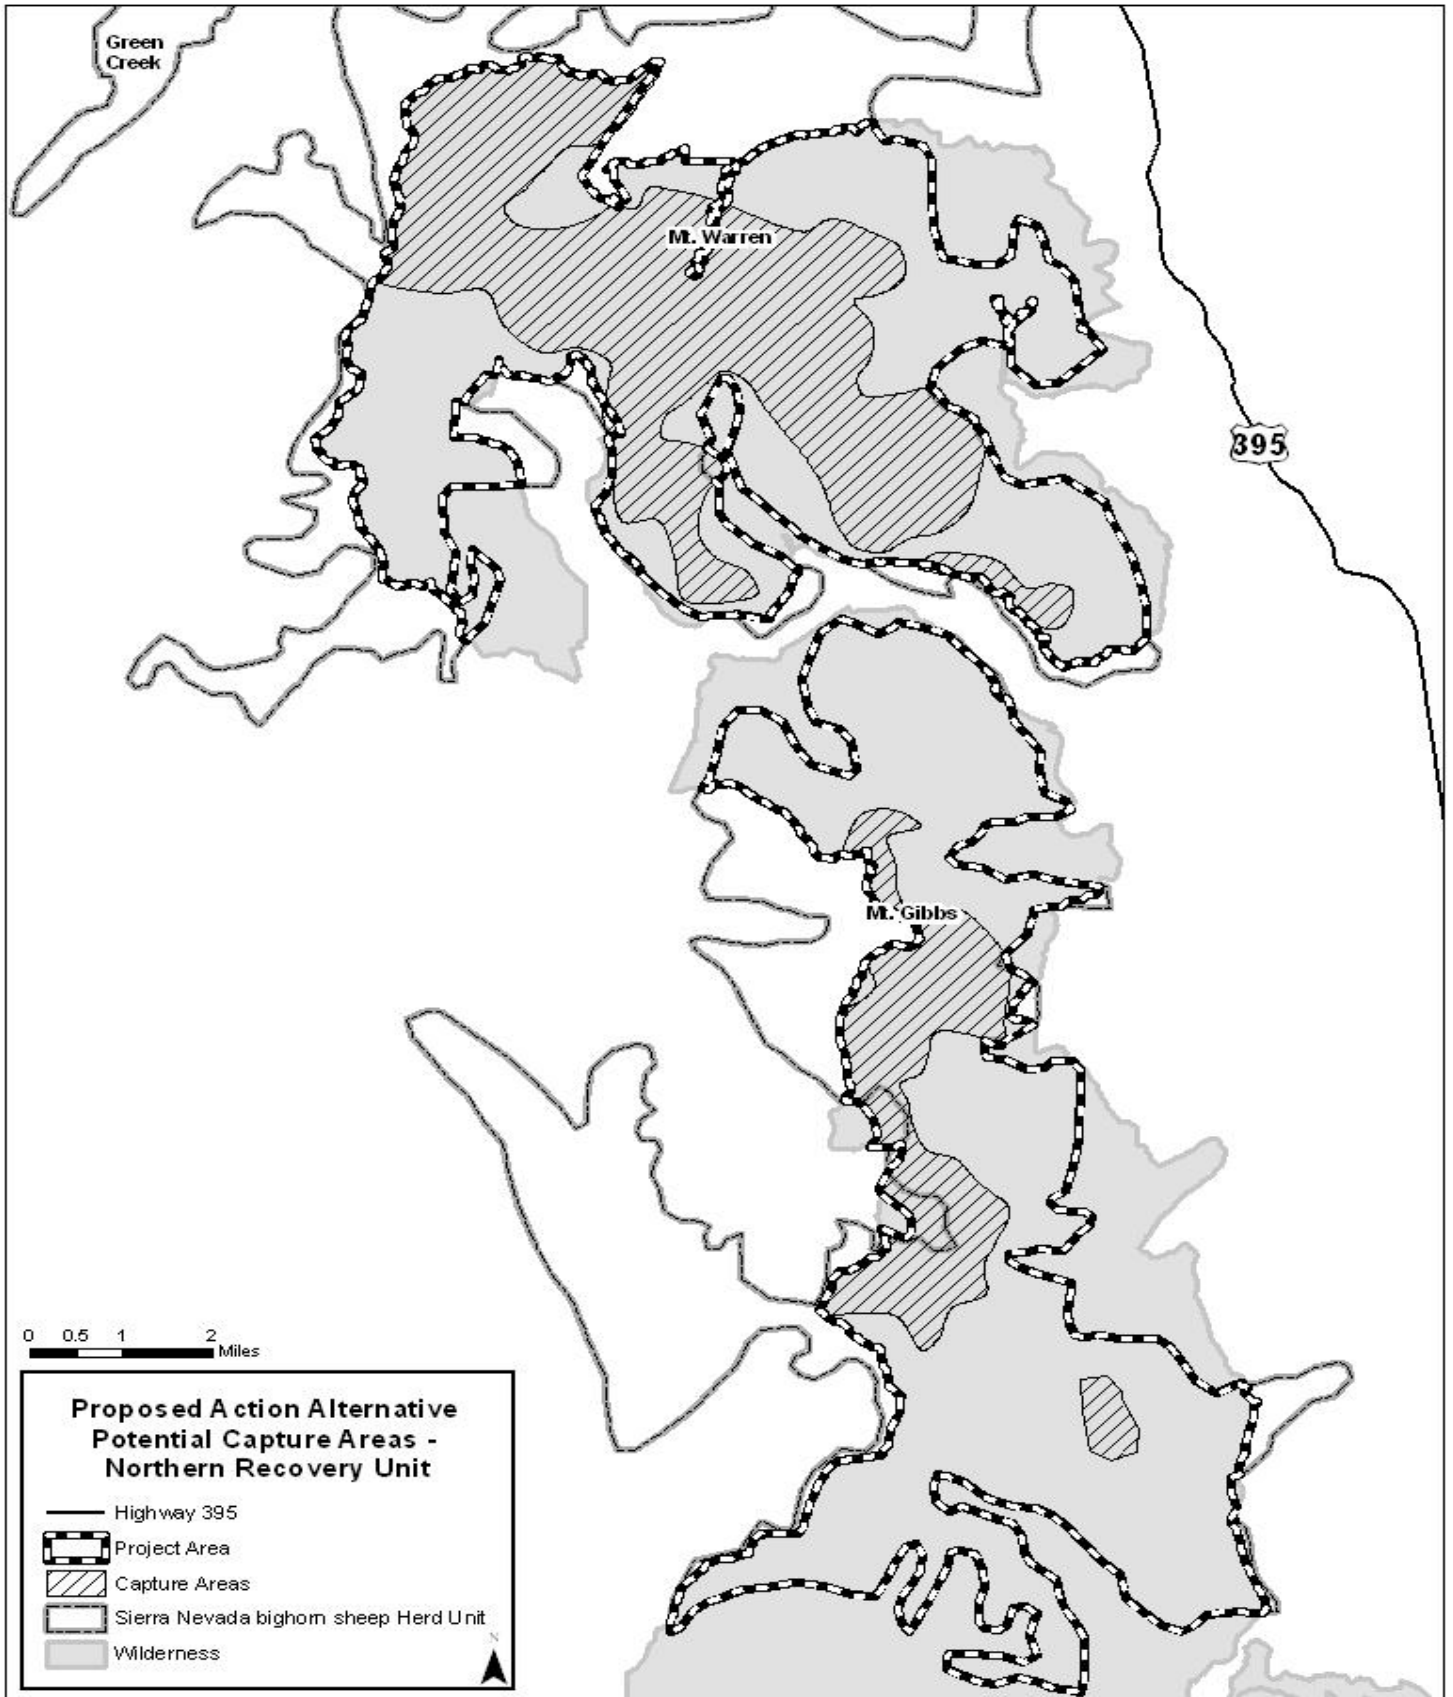 Green
Creek
Mt. Warren
395
Mt. Gibbs
0 0.5 1 2
Miles
Proposed Action Alternative
Potential Capture Areas -
Northern Recovery Unit
Highway 395
Project Area
Capture Areas
Sierra Nevada bighorn sheep Herd Unit
Wilderness
N